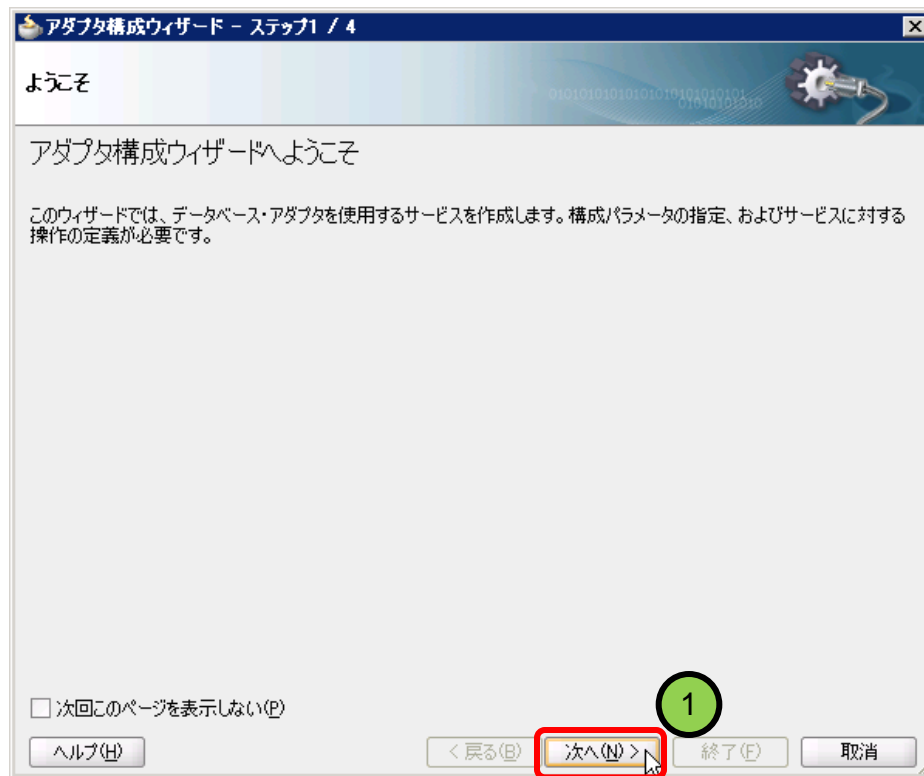 アダプタ構成ウィザード - ステップ1 / 4
ようこそ
0101010101010101010101010101
01010101010
アダプタ構成ウィザードへようこそ
このウィザードでは、データベース・アダプタを使用するサービスを作成します。構成パラメータの指定、およびサービスに対する
操作の定義が必要です。
次回このページを表示しない(P)
1
ヘルプ(H)
< 戻る(B)
次へ(N) >
終了(F)
取消